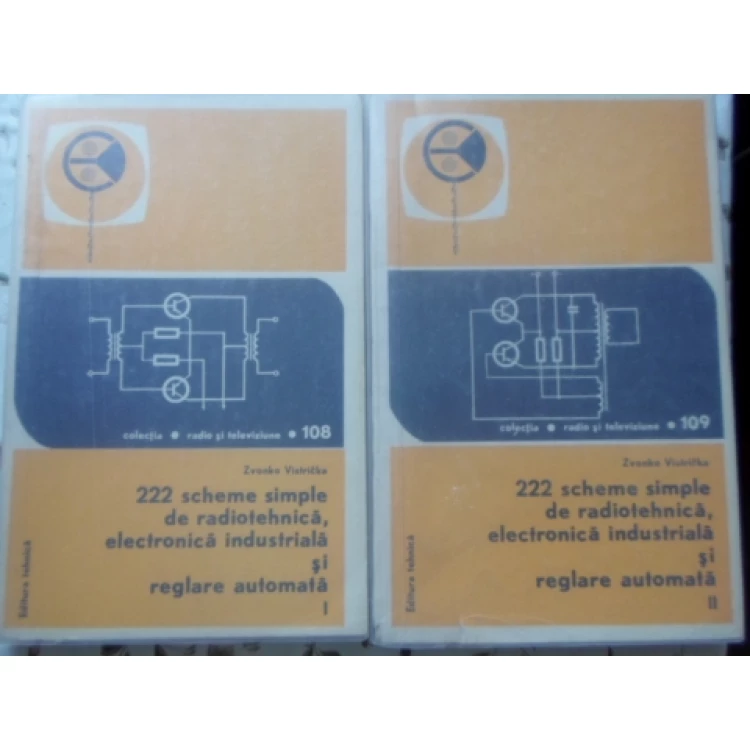 colecția • radio și televiziune • 108
Zvonko Vistrička
222 scheme simple
de radiotehnică,
electronică industrială
și
reglare automată
I
Editura tehnică
colecția • radio și televiziune • 109
Zvonko Vistrička
222 scheme simple
de radiotehnică,
electronică industrială
și
reglare automată
II
Editura tehnică